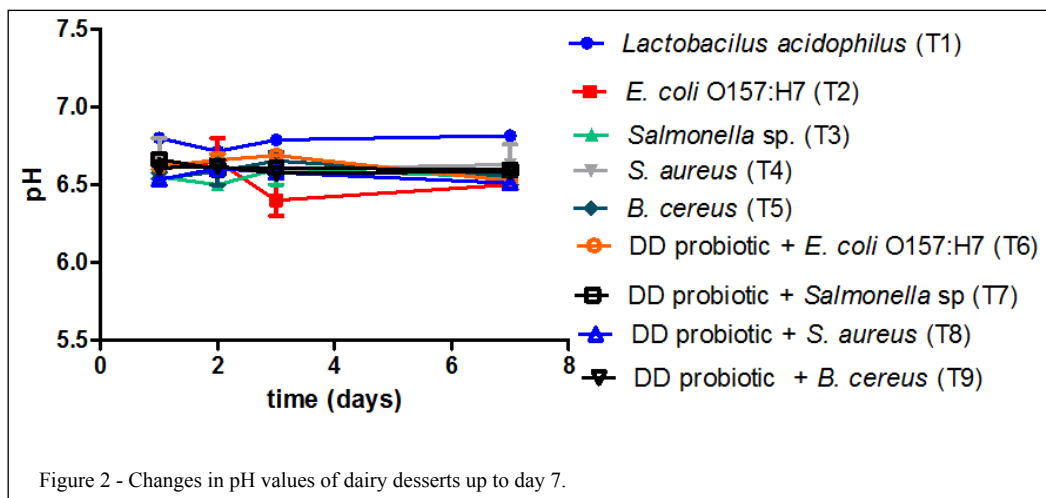 7.5
7.0
6.5
6.0
5.5
pH
0
2
4
6
8
time (days)
Lactobacilus acidophilus (T1)
E. coli O157:H7 (T2)
Salmonella sp. (T3)
S. aureus (T4)
B. cereus (T5)
DD probiotic + E. coli O157:H7 (T6)
DD probiotic + Salmonella sp (T7)
DD probiotic + S. aureus (T8)
DD probiotic + B. cereus (T9)
Figure 2 - Changes in pH values of dairy desserts up to day 7.